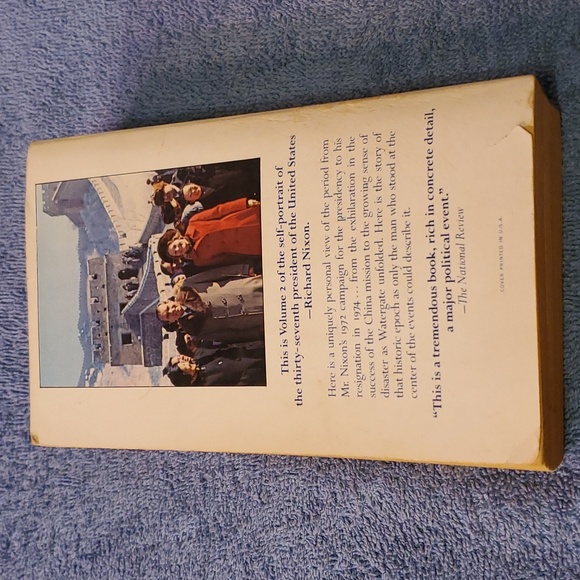 This is Volume 2 of the self-portrait of
the thirty-seventh president of the United States
—Richard Nixon.
Here is a uniquely personal view of the period from
Mr. Nixon's 1972 campaign for the presidency to his
resignation in 1974 . . . from the exhilaration in the
success of the China mission to the growing sense of
disaster as Watergate unfolded. Here is the story of
that historic epoch as only the man who stood at the
center of the events could describe it.
"This is a tremendous book, rich in concrete detail,
a major political event."
—The National Review
COVER PRINTED IN U.S.A.